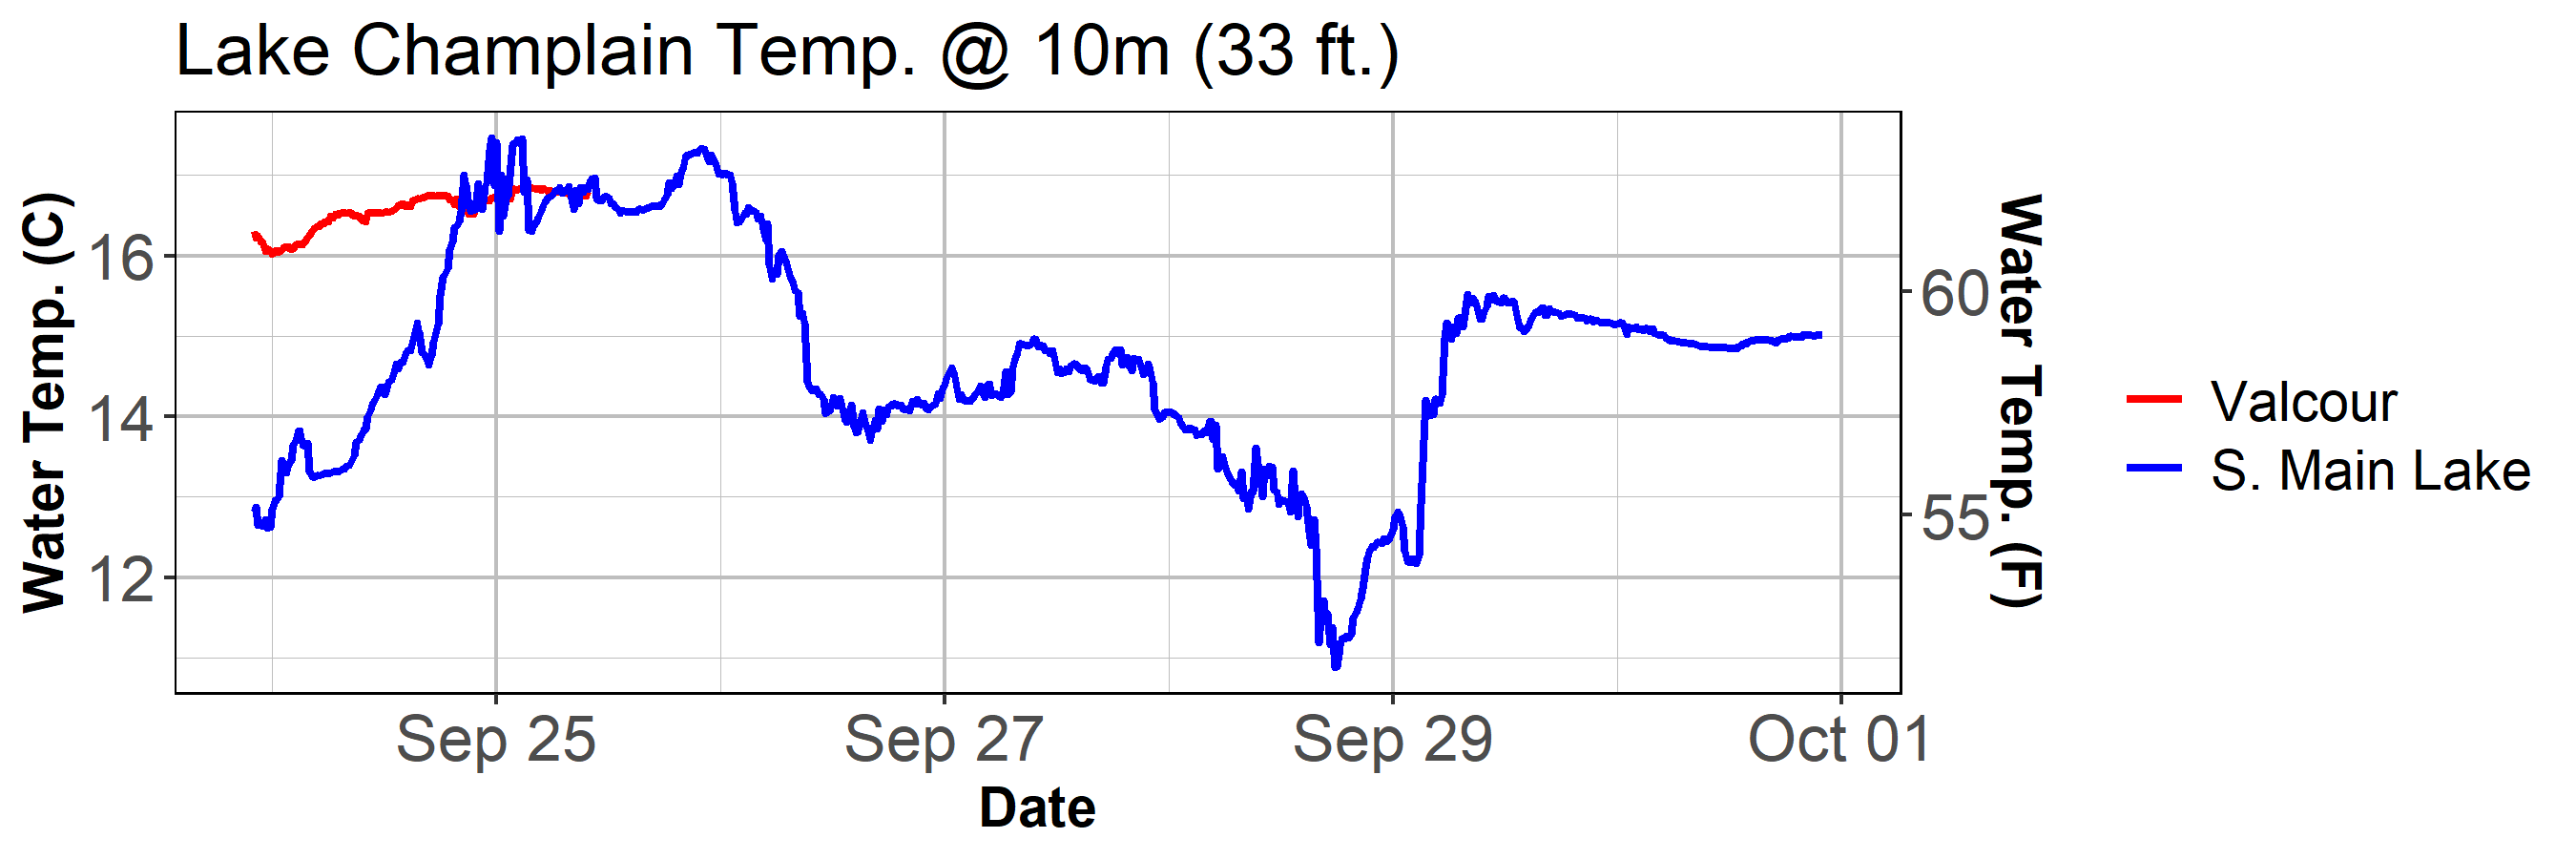 Lake Champlain Temp. @ 10m (33 ft.)
Water Temp. (C)
16
14
12
60
55
Water Temp. (F)
Sep 25
Sep 27
Sep 29
Oct 01
Date
Valcour
S. Main Lake